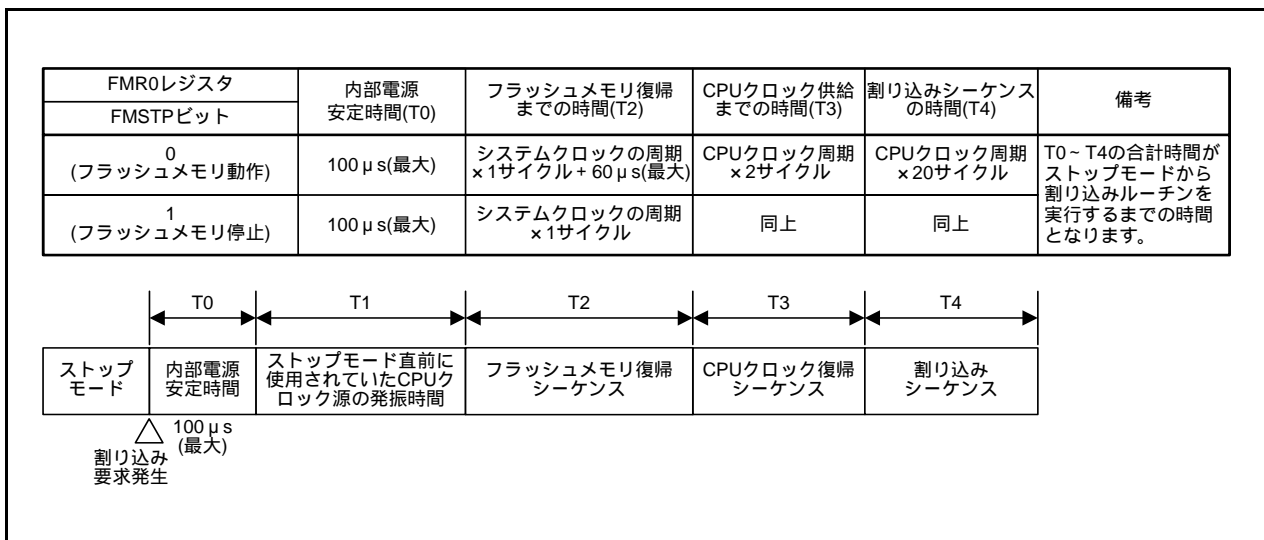 FMR0レジスタ
FMSTPビット
内部電源
安定時間(T0)
フラッシュメモリ復帰
までの時間(T2)
CPUクロック供給
までの時間(T3)
割り込みシーケンス
の時間(T4)
備考
0
(フラッシュメモリ動作)
100μs(最大)
システムクロックの周期
×1サイクル+60μs(最大)
CPUクロック周期
×2サイクル
CPUクロック周期
×20サイクル
T0~T4の合計時間が
ストップモードから
割り込みルーチンを
実行するまでの時間
となります。
1
(フラッシュメモリ停止)
100μs(最大)
システムクロックの周期
×1サイクル
同上
同上
T0
T1
T2
T3
T4
ストップ
モード
内部電源
安定時間
ストップモード直前に
使用されていたCPUク
ロック源の発振時間
フラッシュメモリ復帰
シーケンス
CPUクロック復帰
シーケンス
割り込み
シーケンス
100μs
(最大)
割り込み
要求発生